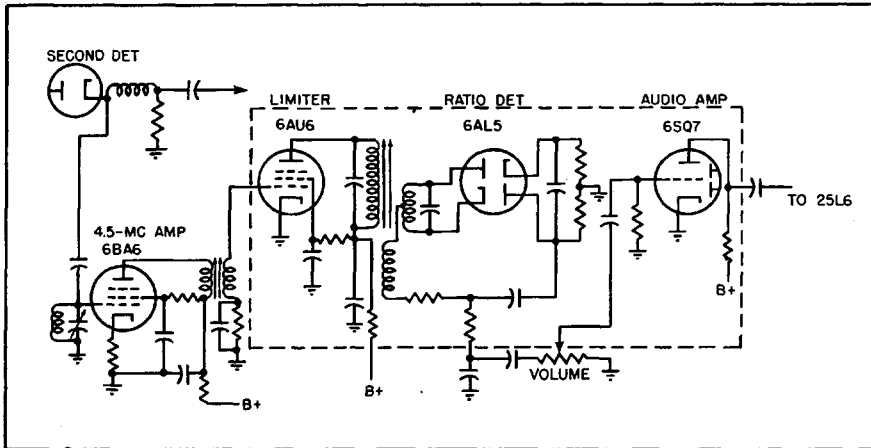 SECOND DET
LIMITER
RATIO DET
AUDIO AMP
6AU6
6AL5
6SQ7
TO 25L6
4.5-MC AMP
6BA6
B+
B+
B+
VOLUME